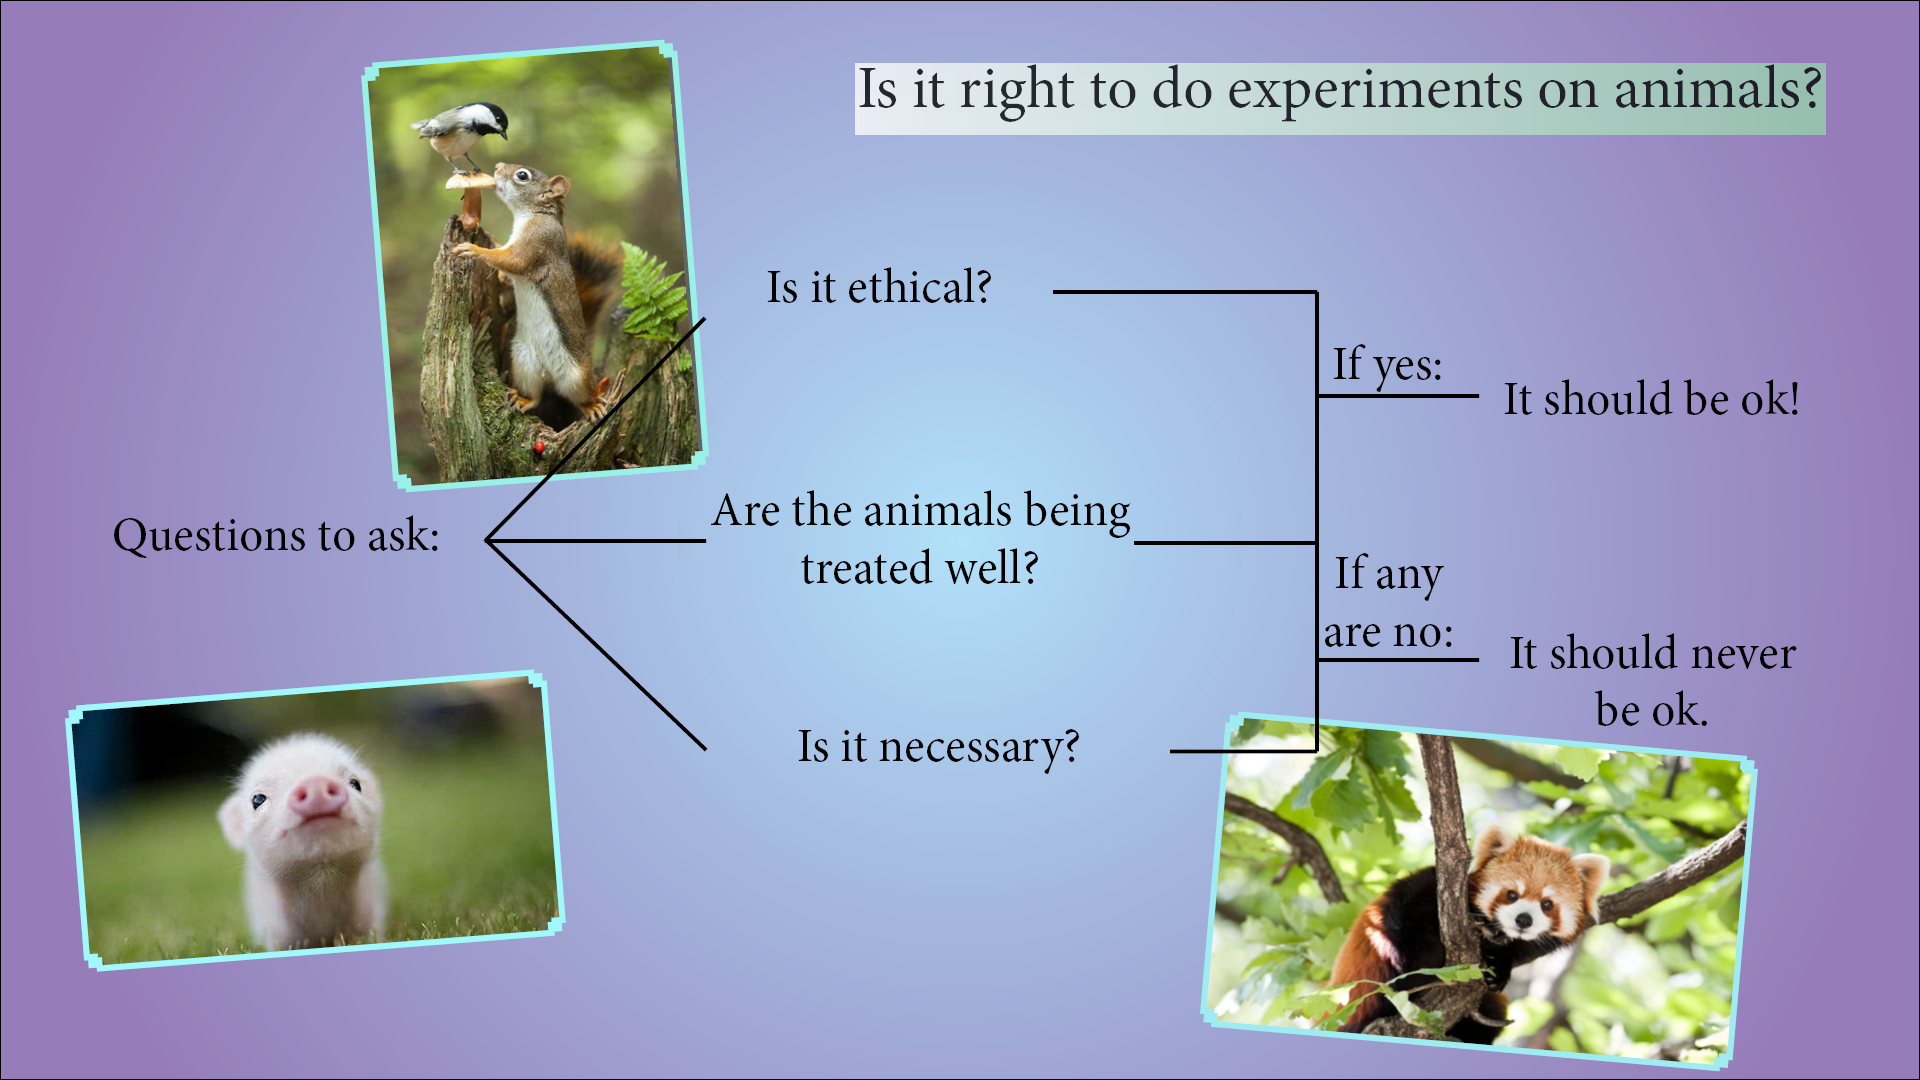 Is it right to do experiments on animals?
Questions to ask:
Is it ethical?
Are the animals being
treated well?
Is it necessary?
If yes:
It should be ok!
If any
are no:
It should never
be ok.